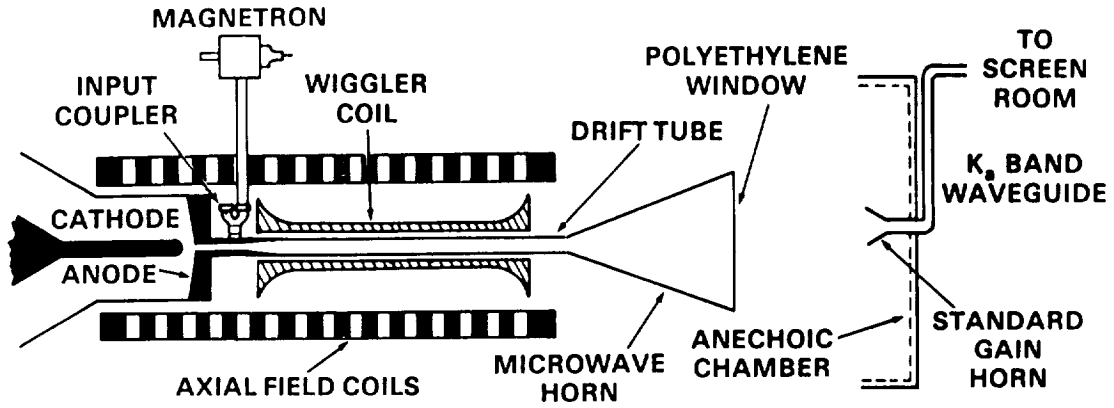 MAGNETRON
INPUT
COUPLER
WIGGLER
COIL
POLYETHYLENE
WINDOW
DRIFT TUBE
TO
SCREEN
ROOM
Ka BAND
WAVEGUIDE
CATHODE
ANODE
AXIAL FIELD COILS
MICROWAVE
HORN
ANECHOIC
CHAMBER
STANDARD
GAIN
HORN